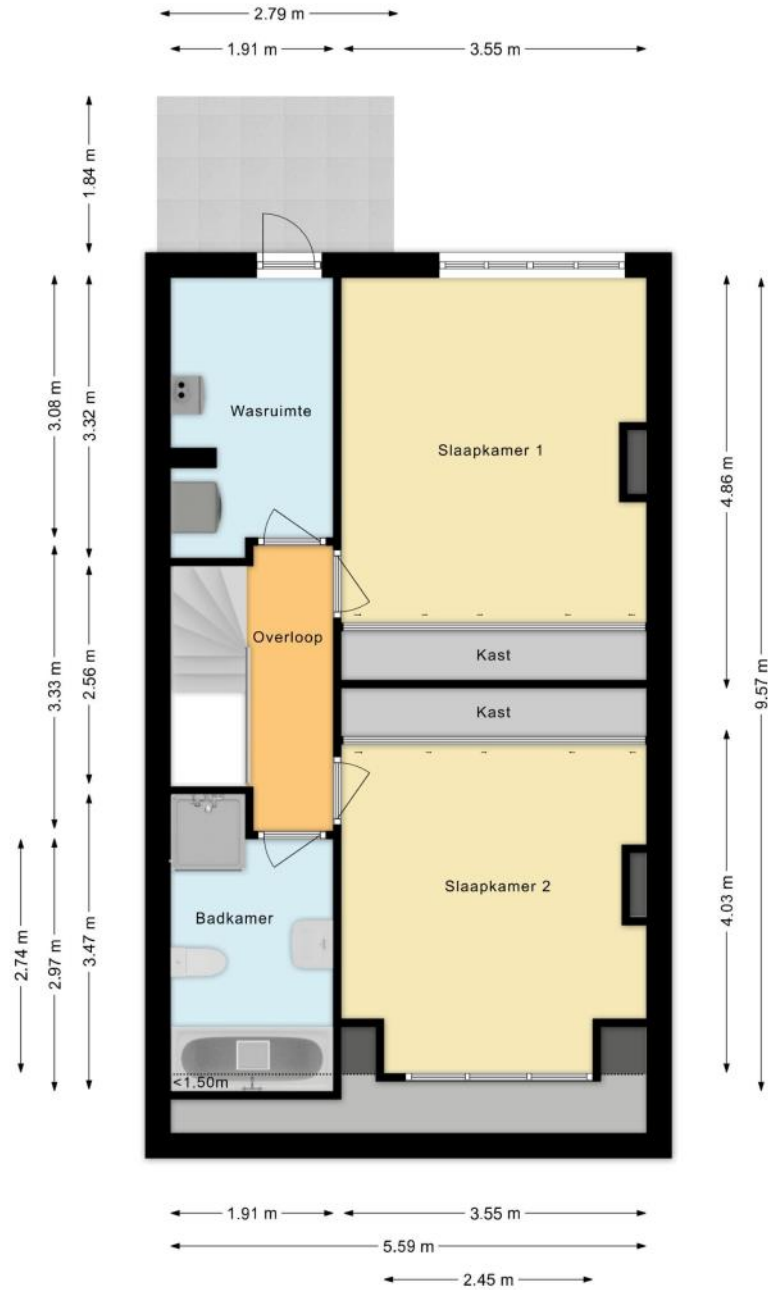 2.79 m
1.91 m
3.55 m
1.84 m
3.08 m
3.32 m
Wasruimte
Slaapkamer 1
4.86 m
9.57 m
3.33 m
2.56 m
Overloop
Kast
Kast
2.74 m
2.97 m
3.47 m
Badkamer
Slaapkamer 2
4.03 m
<1.50m
1.91 m
3.55 m
5.59 m
2.45 m